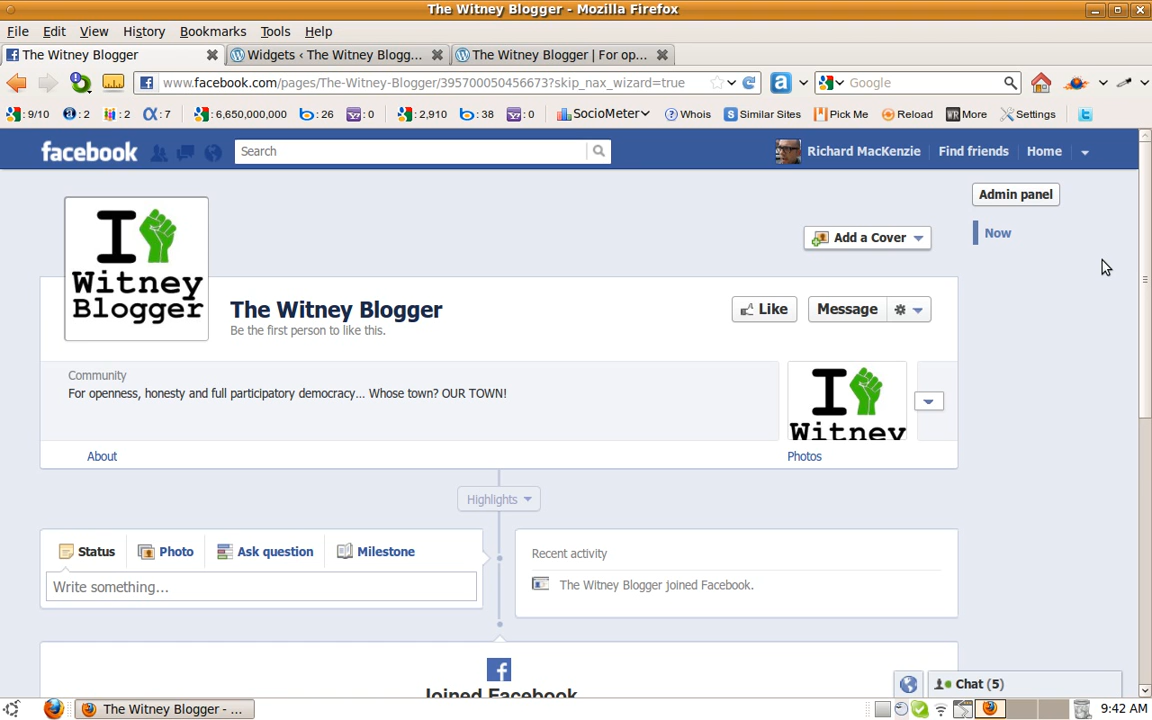 The Witney Blogger - Mozilla Firefox
File Edit View History Bookmarks Tools Help
The Witney Blogger
Widgets ‹ The Witney Blogg...
The Witney Blogger | For op...
www.facebook.com/pages/The-Witney-Blogger/395700050456673?skip_nax_wizard=true
Google
: 9/10 : 2 : 2 : 7 : 6,650,000,000 : 26 : 0 : 2,910 : 38 : 0 SocioMeter Whois Similar Sites Pick Me Reload More Settings
facebook
Search
Richard MacKenzie Find friends Home
Admin panel
Now
Add a Cover
I
Witney
Blogger
The Witney Blogger
Be the first person to like this.
Like
Message
Community
For openness, honesty and full participatory democracy... Whose town? OUR TOWN!
I
Witney
About
Photos
Highlights
Status Photo Ask question Milestone
Write something...
Recent activity
The Witney Blogger joined Facebook.
Joined Facebook
Chat (5)
The Witney Blogger - ...
9:42 AM